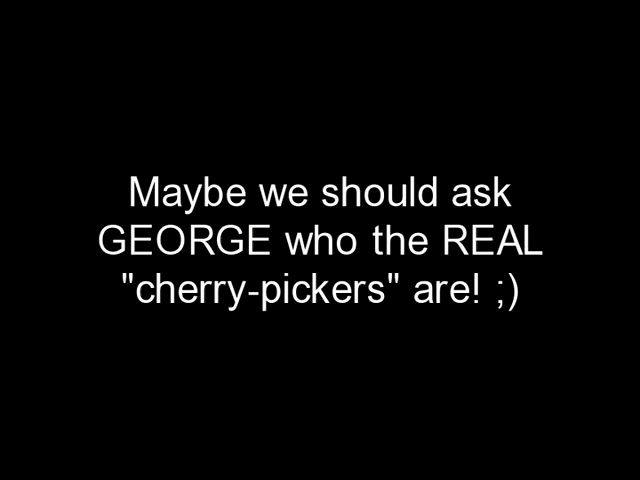 Maybe we should ask
GEORGE who the REAL
"cherry-pickers" are! ;)